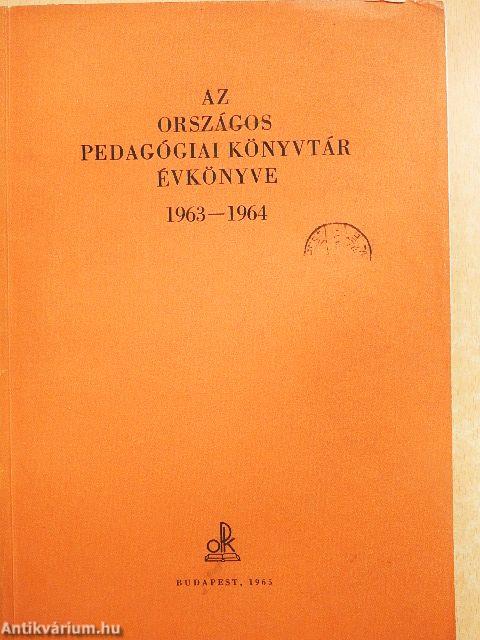 AZ
ORSZÁGOS
PEDAGÓGIAI KÖNYVTÁR
ÉVKÖNYVE
1963—1964
OPK
BUDAPEST, 1965
Antikvárium.hu